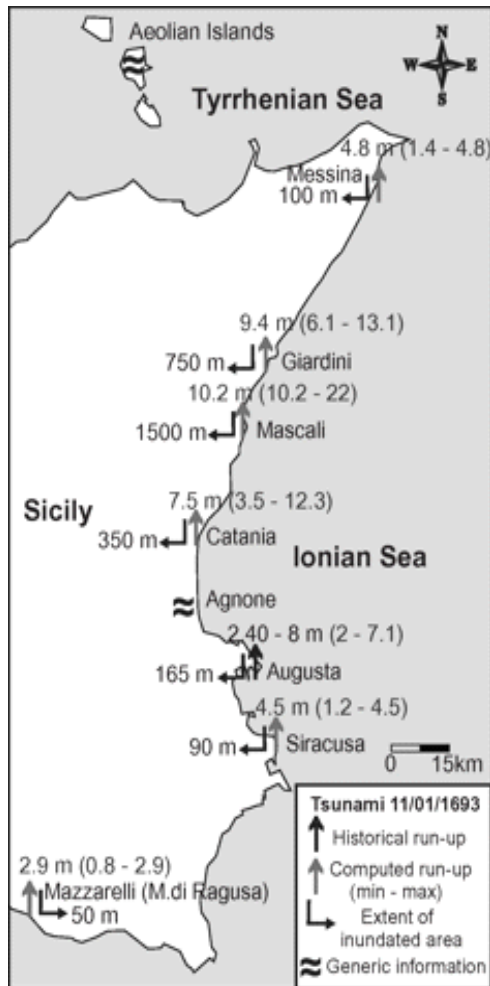 Aeolian Islands
N
W E
S
Tyrrhenian Sea
4.8 m (1.4 - 4.8)
Messina
100 m
9.4 m (6.1 - 13.1)
750 m
Giardini
10.2 m (10.2 - 22)
1500 m
Mascali
7.5 m (3.5 - 12.3)
Sicily
350 m
Catania
Ionian Sea
Agnone
2.40 - 8 m (2 - 7.1)
165 m
Augusta
4.5 m (1.2 - 4.5)
90 m
Siracusa
0 15km
Tsunami 11/01/1693
Historical run-up
Computed run-up
(min - max)
Extent of
inundated area
Generic information
2.9 m (0.8 - 2.9)
Mazzarelli (M.di Ragusa)
50 m